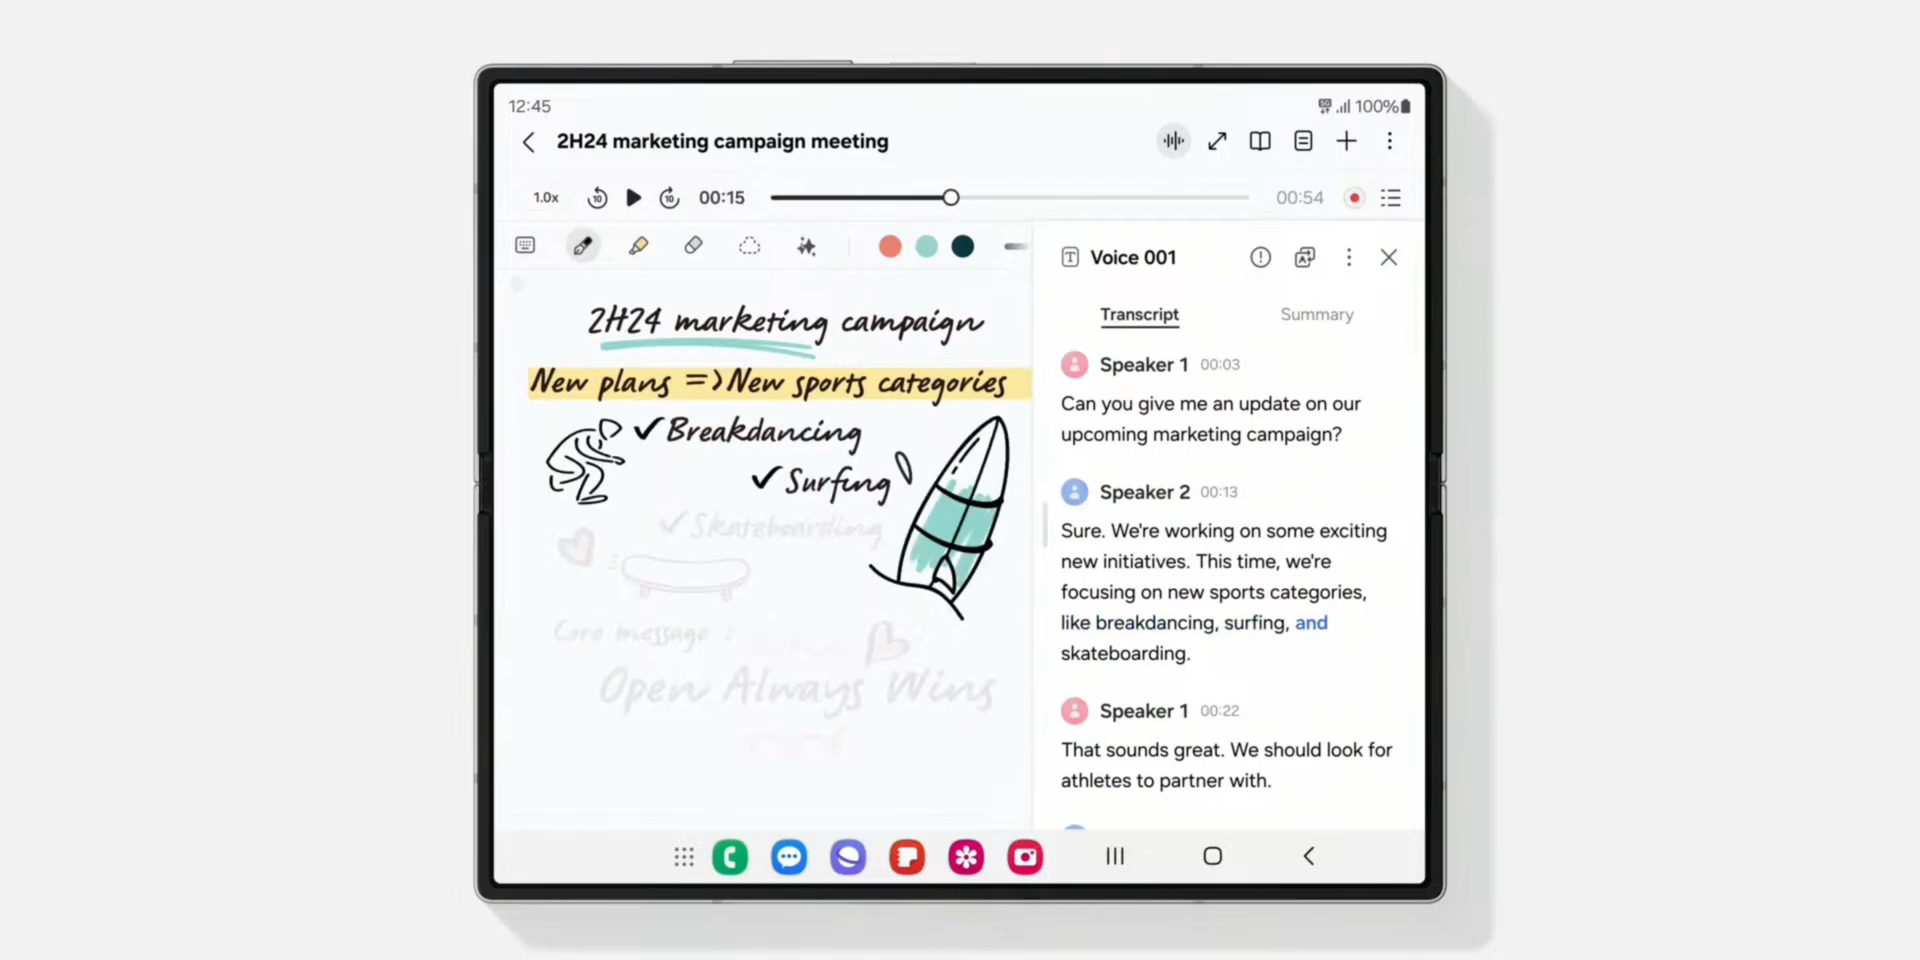 12:45
5G 100%
2H24 marketing campaign meeting
1.0x
10
10
00:15
00:54
2H24 marketing campaign
New plans => New sports categories
✓ Breakdancing
✓ Surfing
✓ Skateboarding
Core message :
Open Always Wins
T Voice 001
Transcript
Summary
Speaker 1 00:03
Can you give me an update on our
upcoming marketing campaign?
Speaker 2 00:13
Sure. We're working on some exciting
new initiatives. This time, we're
focusing on new sports categories,
like breakdancing, surfing, and
skateboarding.
Speaker 1 00:22
That sounds great. We should look for
athletes to partner with.